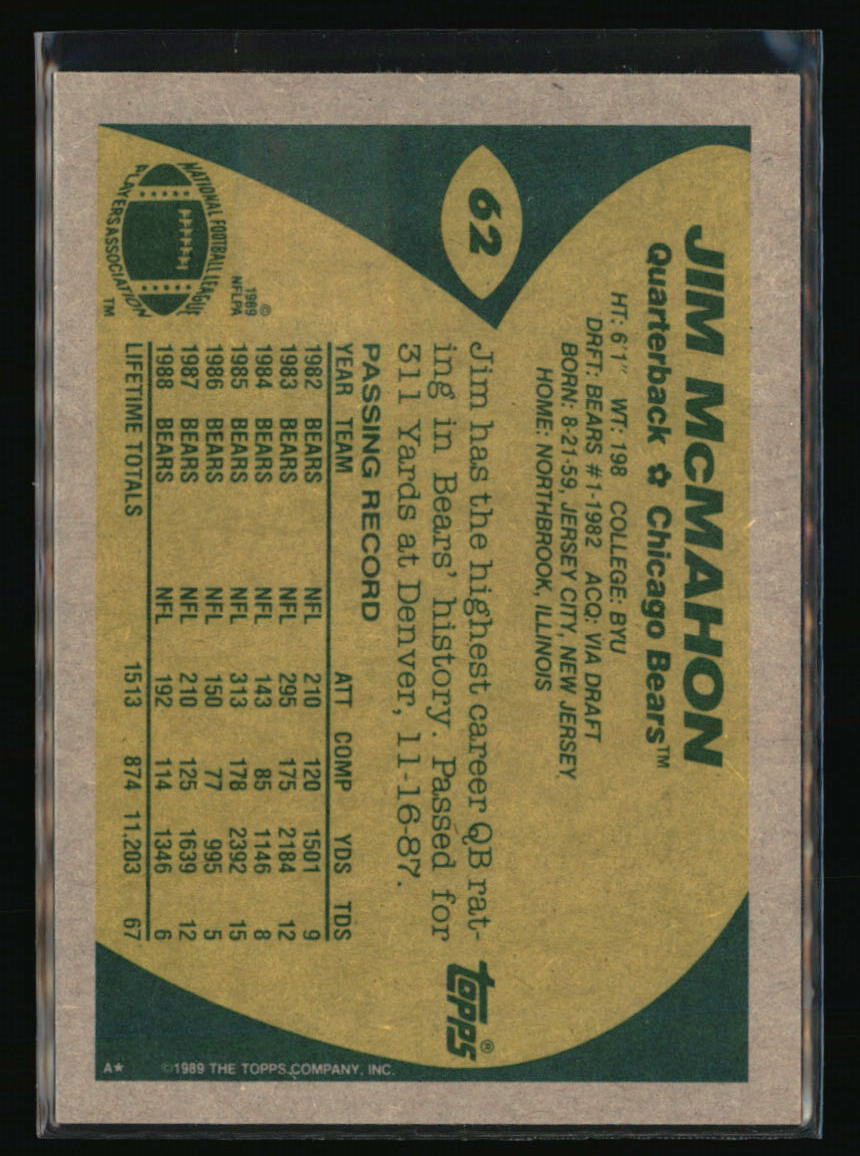 62
JIM McMAHON
Quarterback ✿ Chicago Bears™
HT: 6'1" WT: 198 COLLEGE: BYU
DRFT: BEARS #1-1982 ACQ: VIA DRAFT
BORN: 8-21-59, JERSEY CITY, NEW JERSEY
HOME: NORTHBROOK, ILLINOIS
Jim has the highest career QB rat-
ing in Bears' history. Passed for
311 Yards at Denver, 11-16-87.
topps®
PASSING RECORD
YEAR TEAM ATT COMP YDS TDS
1982 BEARS NFL 210 120 1501 9
1983 BEARS NFL 295 175 2184 12
1984 BEARS NFL 143 85 1146 8
1985 BEARS NFL 313 178 2392 15
1986 BEARS NFL 150 77 995 5
1987 BEARS NFL 210 125 1639 12
1988 BEARS NFL 192 114 1346 6
LIFETIME TOTALS 1513 874 11,203 67
NATIONAL FOOTBALL LEAGUE
PLAYERS ASSOCIATION
TM
©
1989
NFLPA
A★ ©1989 THE TOPPS COMPANY, INC.